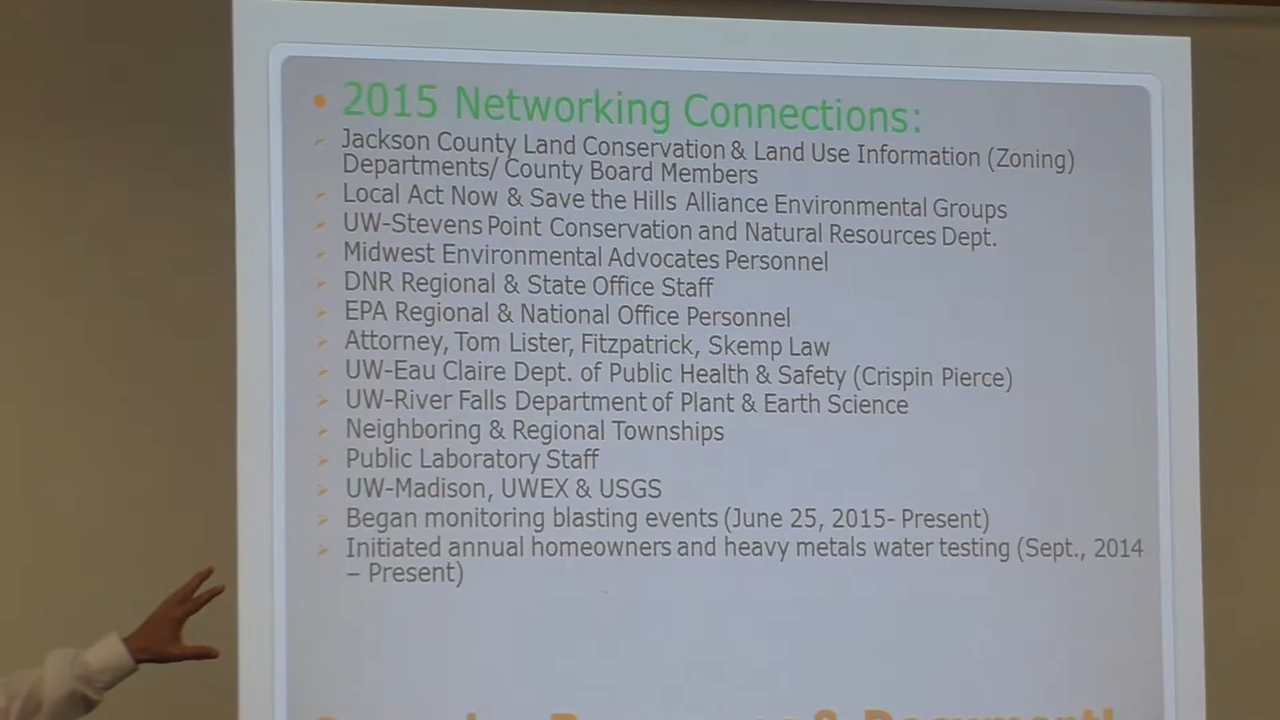 • 2015 Networking Connections:
➢ Jackson County Land Conservation & Land Use Information (Zoning)
Departments/ County Board Members
➢ Local Act Now & Save the Hills Alliance Environmental Groups
➢ UW-Stevens Point Conservation and Natural Resources Dept.
➢ Midwest Environmental Advocates Personnel
➢ DNR Regional & State Office Staff
➢ EPA Regional & National Office Personnel
➢ Attorney, Tom Lister, Fitzpatrick, Skemp Law
➢ UW-Eau Claire Dept. of Public Health & Safety (Crispin Pierce)
➢ UW-River Falls Department of Plant & Earth Science
➢ Neighboring & Regional Townships
➢ Public Laboratory Staff
➢ UW-Madison, UWEX & USGS
➢ Began monitoring blasting events (June 25, 2015- Present)
➢ Initiated annual homeowners and heavy metals water testing (Sept., 2014
– Present)